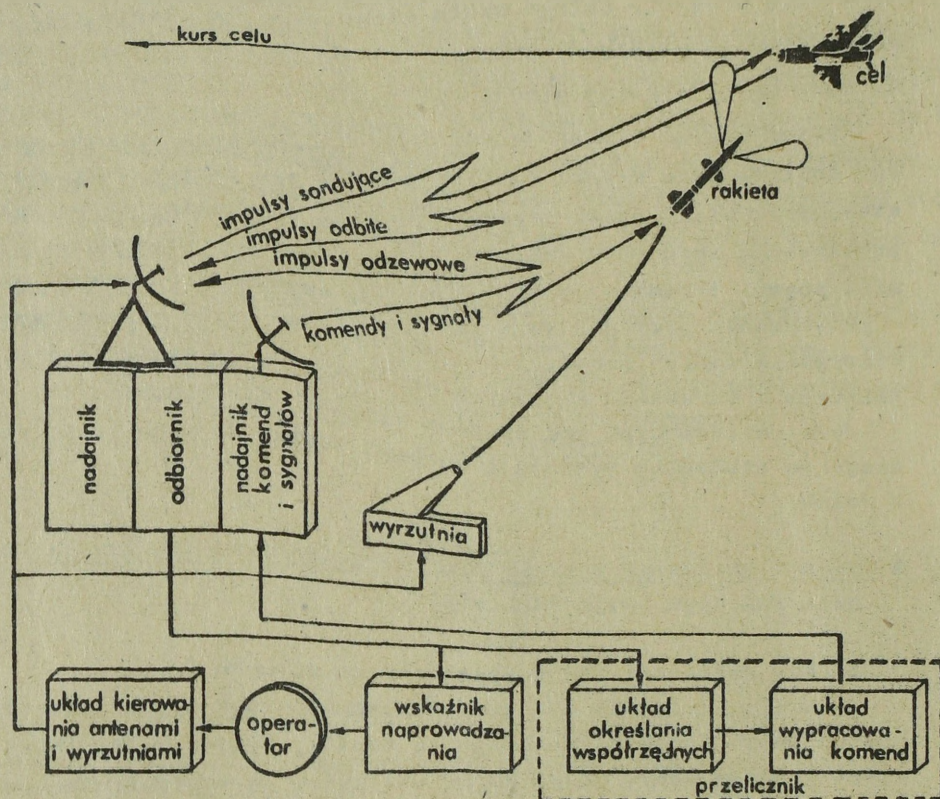 kurs celu
cel
rakieta
impulsy sondujące
impulsy odbite
impulsy odzewowe
komendy i sygnały
nadajnik
odbiornik
nadajnik
komend
i sygnałów
wyrzutnia
układ kierowa-
nia antenami
i wyrzutniami
opera-
tor
wskaźnik
naprowadza-
nia
układ
określania
współrzędnych
układ
wypracowa-
nia komend
przelicznik